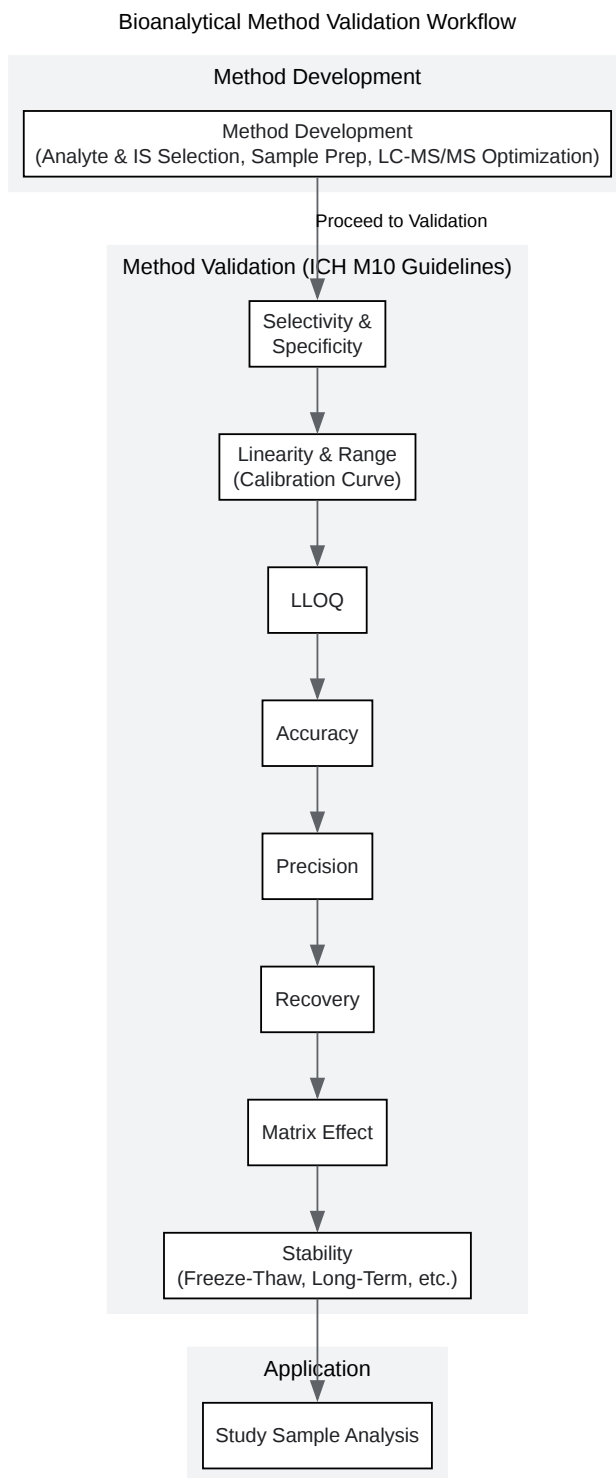 Bioanalytical Method Validation Workflow
Method Development
Method Development
(Analyte & IS Selection, Sample Prep, LC-MS/MS Optimization)
Proceed to Validation
Method Validation (ICH M10 Guidelines)
Selectivity &
Specificity
Linearity & Range
(Calibration Curve)
LLOQ
Accuracy
Precision
Recovery
Matrix Effect
Stability
(Freeze-Thaw, Long-Term, etc.)
Application
Study Sample Analysis